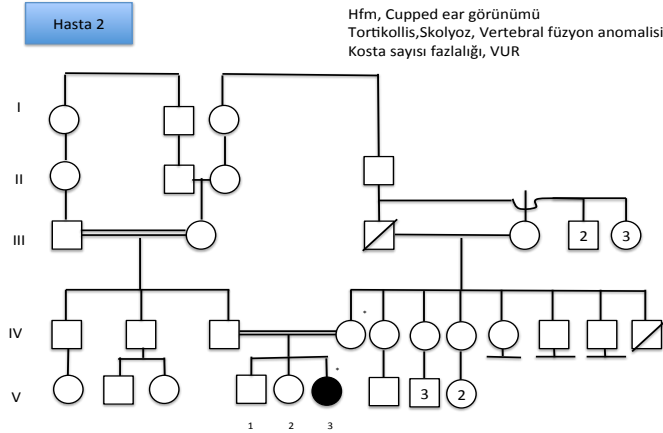 Hasta 2
Hfm, Cupped ear görünümü
Tortikollis,Skolyoz, Vertebral füzyon anomalisi
Kosta sayısı fazlalığı, VUR
I
II
III
2 3
IV
*
V
*
3 2
1 2 3